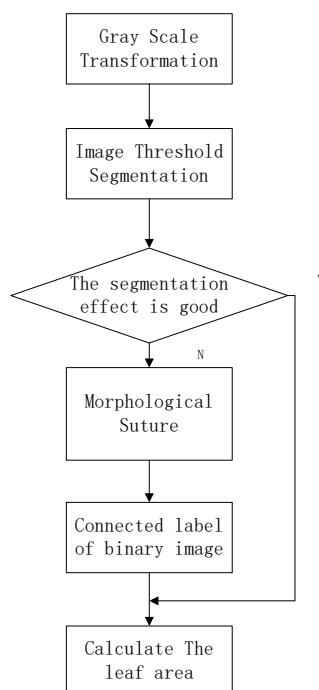 Gray Scale
Transformation
Image Threshold
Segmentation
The segmentation
effect is good
N
Morphological
Suture
Connected label
of binary image
Calculate The
leaf area